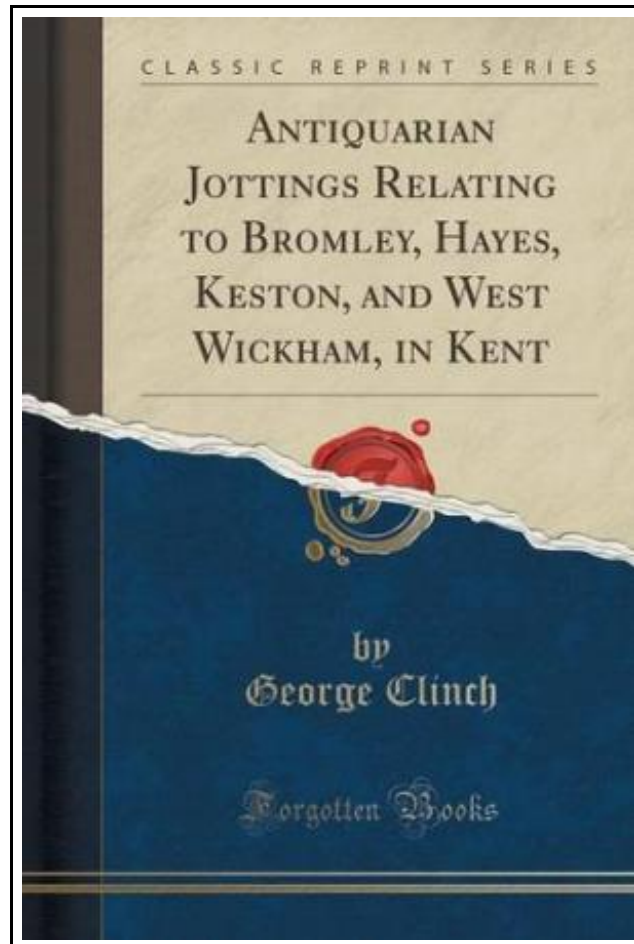 CLASSIC REPRINT SERIES
ANTIQUARIAN
JOTTINGS RELATING
TO BROMLEY, HAYES,
KESTON, AND WEST
WICKHAM, IN KENT
by
George Clinch
Forgotten Books